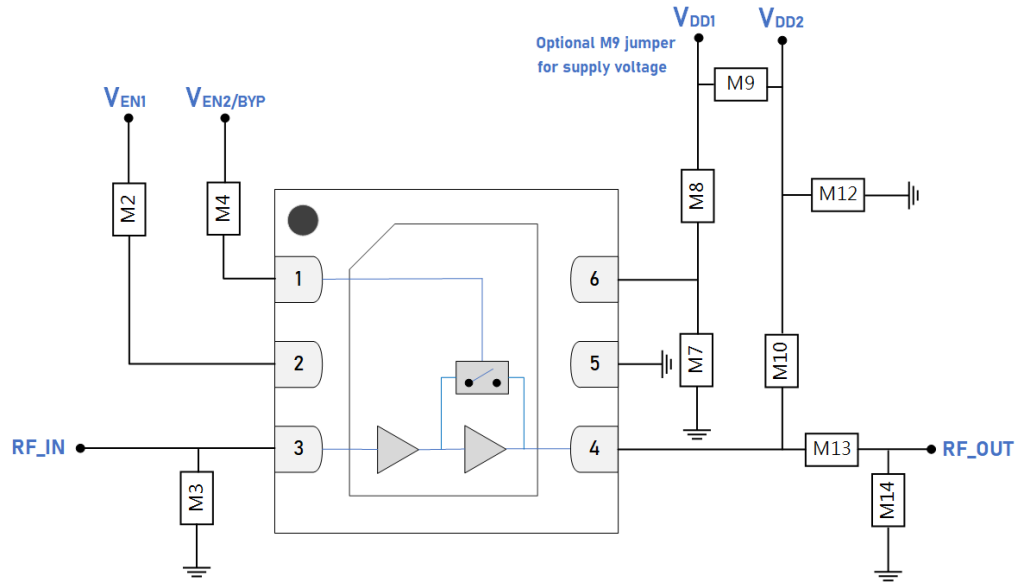 VDD1
VDD2
Optional M9 jumper
for supply voltage
M9
VEN1
VEN2/BYP
M2
M4
M8
M12
1
6
2
5
M7
M10
RF_IN
3
4
M13
RF_OUT
M3
M14